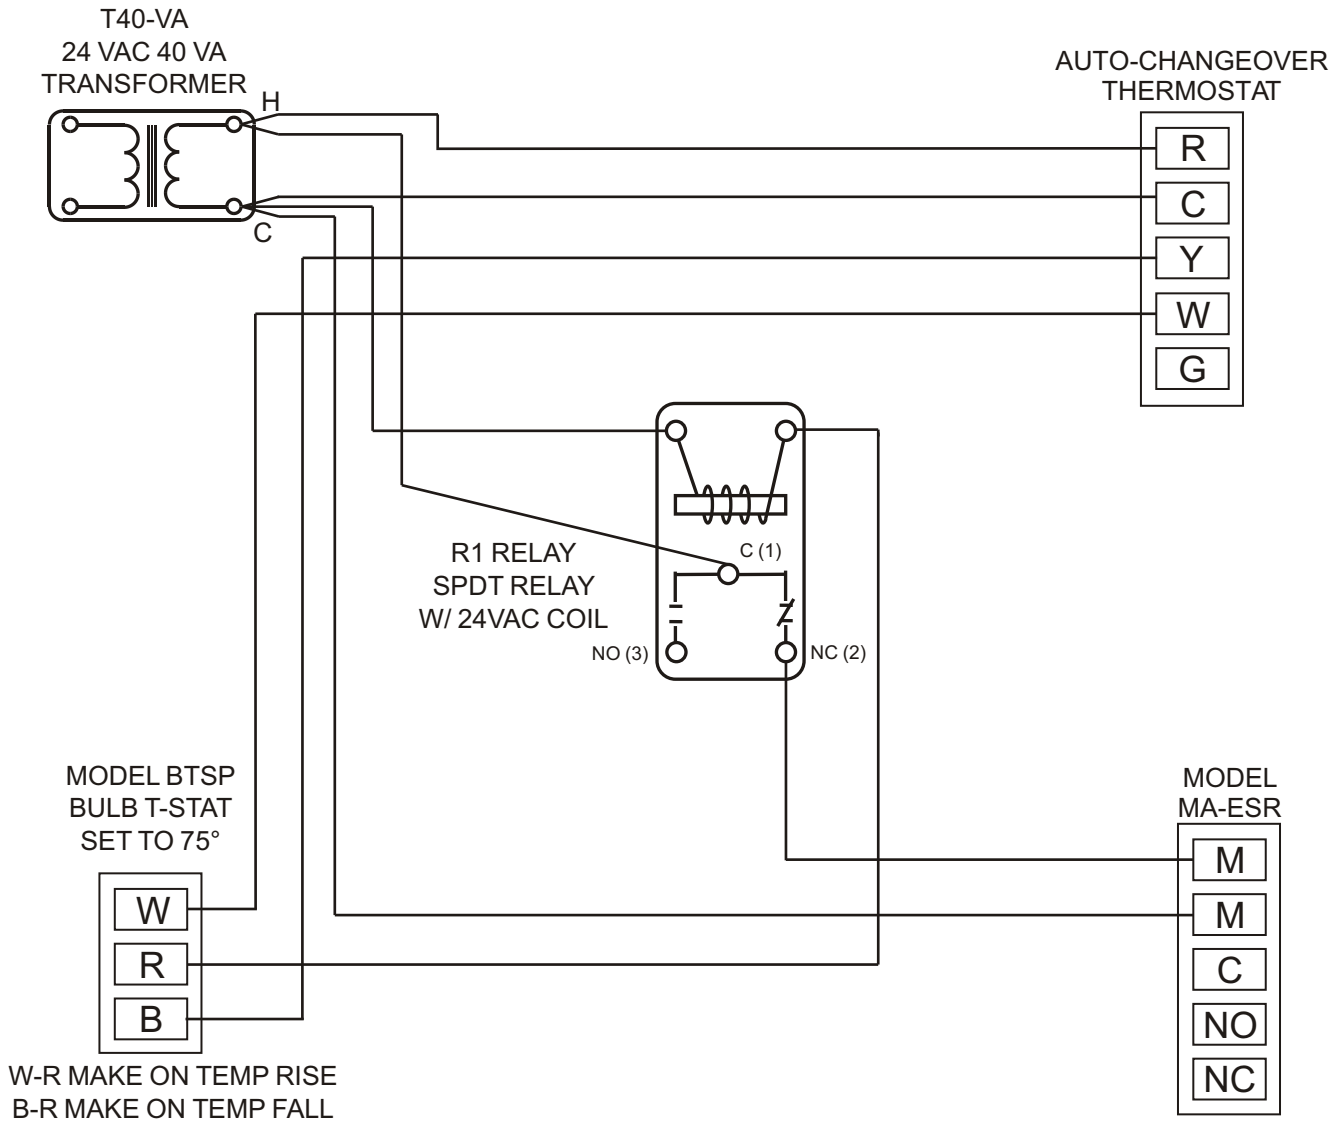 T40-VA
24 VAC 40 VA
TRANSFORMER
H
C
AUTO-CHANGEOVER
THERMOSTAT
R
C
Y
W
G
R1 RELAY
SPDT RELAY
W/ 24VAC COIL
C (1)
NO (3)
NC (2)
MODEL BTSP
BULB T-STAT
SET TO 75°
W
R
B
W-R MAKE ON TEMP RISE
B-R MAKE ON TEMP FALL
MODEL
MA-ESR
M
M
C
NO
NC